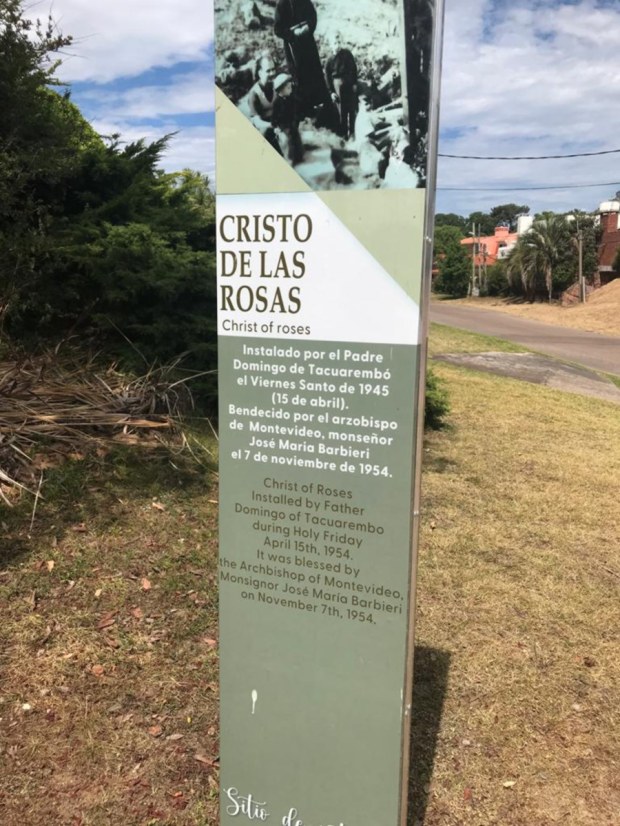 CRISTO
DE LAS
ROSAS
Christ of roses
Instalado por el Padre
Domingo de Tacuarembó
el Viernes Santo de 1945
(15 de abril).
Bendecido por el arzobispo
de Montevideo, monseñor
José María Barbieri
el 7 de noviembre de 1954.
Christ of Roses
Installed by Father
Domingo of Tacuarembo
during Holy Friday
April 15th, 1954.
It was blessed by
the Archbishop of Montevideo,
Monsignor José María Barbieri
on November 7th, 1954.
Sitio de